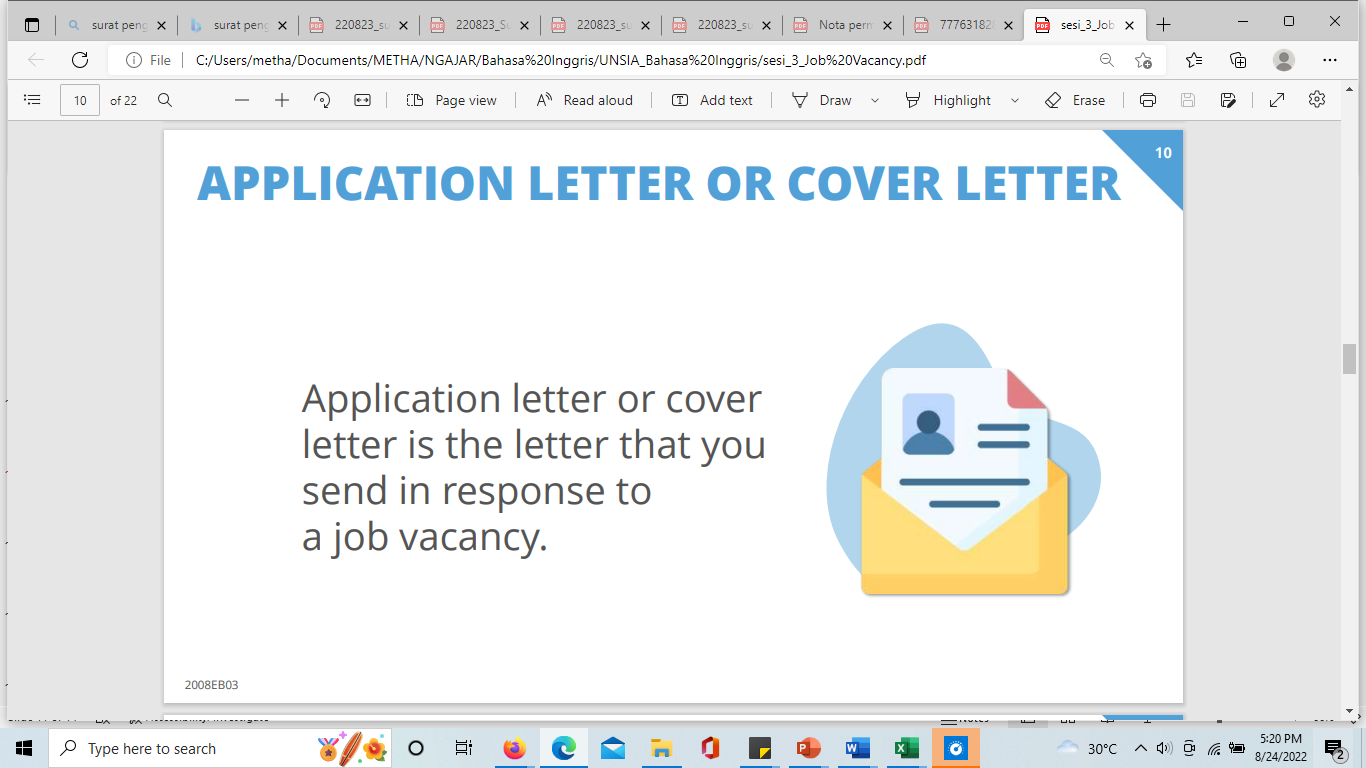 surat peng
surat peng
220823_su
220823_Su
220823_su
220823_su
Nota perm
77763182
sesi_3_Job
File
C:/Users/metha/Documents/METHA/NGAJAR/Bahasa%20Inggris/UNSIA_Bahasa%20Inggris/sesi_3_Job%20Vacancy.pdf
10 of 22
Page view
Read aloud
Add text
Draw
Highlight
Erase
10
APPLICATION LETTER OR COVER LETTER
Application letter or cover
letter is the letter that you
send in response to
a job vacancy.
2008EB03
Type here to search
30°C
5:20 PM
8/24/2022
2